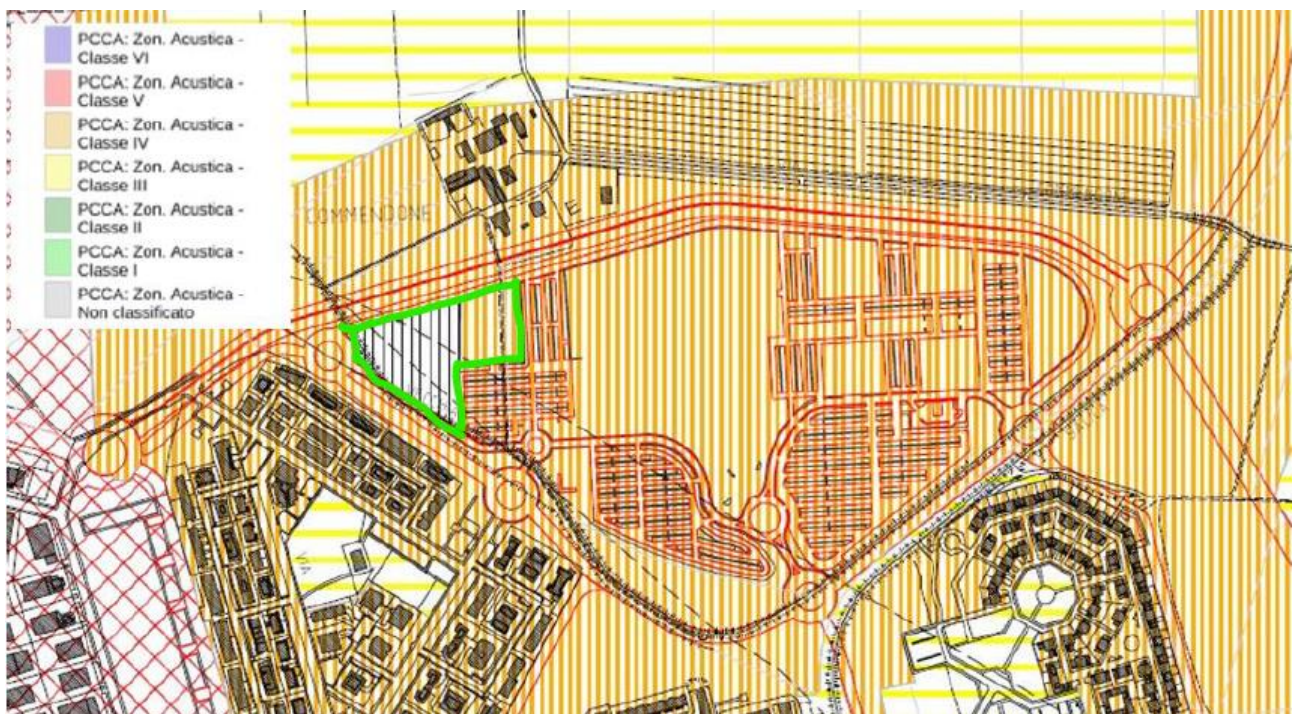 PCCA: Zon. Acustica -
Classe VI
PCCA: Zon. Acustica -
Classe V
PCCA: Zon. Acustica -
Classe IV
PCCA: Zon. Acustica -
Classe III
PCCA: Zon. Acustica -
Classe II
PCCA: Zon. Acustica -
Classe I
PCCA: Zon. Acustica -
Non classificato
COMMENDONE
VIA